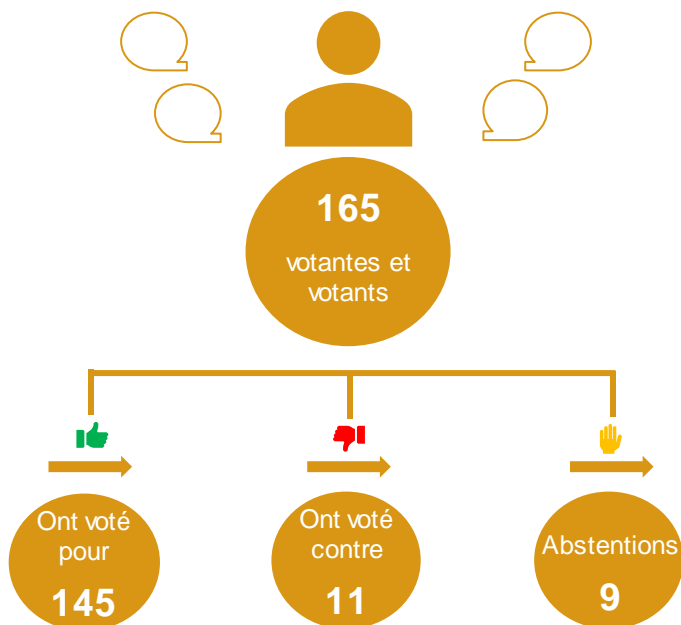 165
votantes et
votants
Ont voté
pour
145
Ont voté
contre
11
Abstentions
9